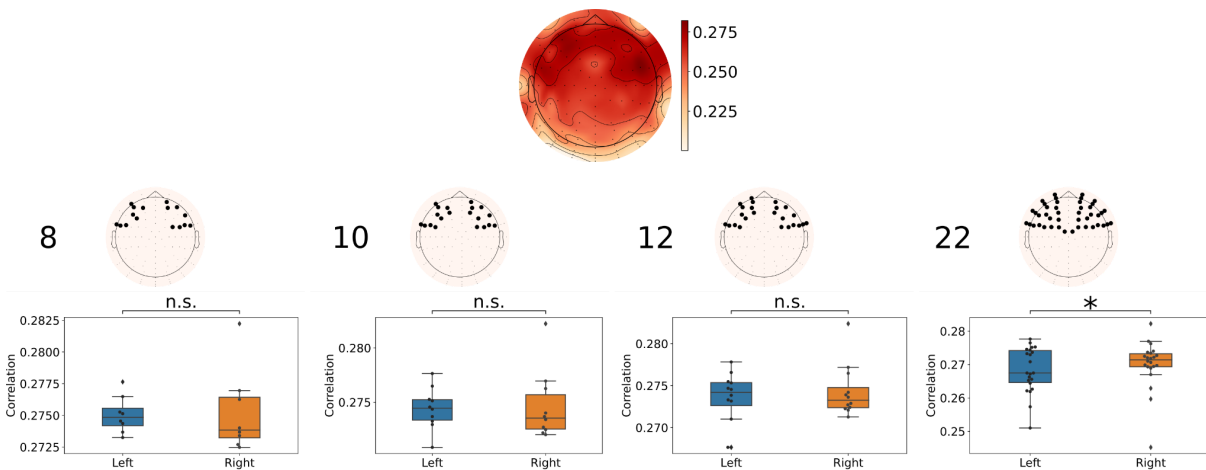 0.275
0.250
0.225
8
10
12
22
n.s.
0.2825
0.2800
0.2775
0.2750
0.2725
Correlation
Left
Right
n.s.
0.280
0.275
Correlation
Left
Right
n.s.
0.280
0.275
0.270
Correlation
Left
Right
*
0.28
0.27
0.26
0.25
Correlation
Left
Right